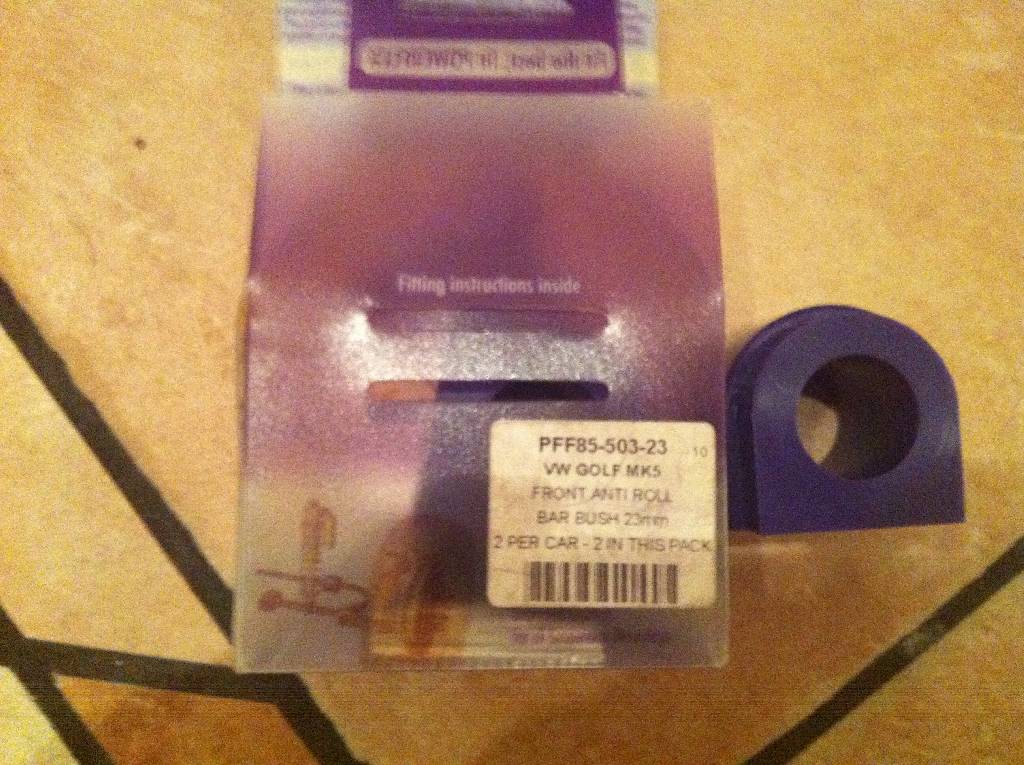 Fit the best, fit POWERFLEX
Fitting instructions inside
PFF85-503-23
10
VW GOLF MK5
FRONT ANTI ROLL
BAR BUSH 23mm
2 PER CAR - 2 IN THIS PACK